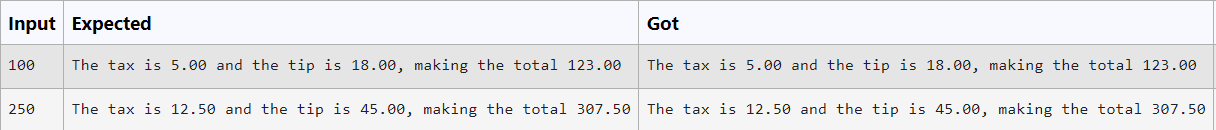 Input Expected Got
100 The tax is 5.00 and the tip is 18.00, making the total 123.00 The tax is 5.00 and the tip is 18.00, making the total 123.00
250 The tax is 12.50 and the tip is 45.00, making the total 307.50 The tax is 12.50 and the tip is 45.00, making the total 307.50